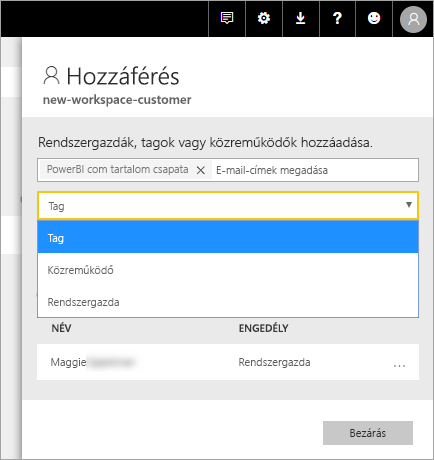 Hozzáférés
new-workspace-customer
Rendszergazdák, tagok vagy közreműködők hozzáadása.
PowerBI com tartalom csapata × E-mail-címek megadása
Tag
Tag
Közreműködő
Rendszergazda
NÉV ENGEDÉLY
Maggie Rendszergazda ...
Bezárás